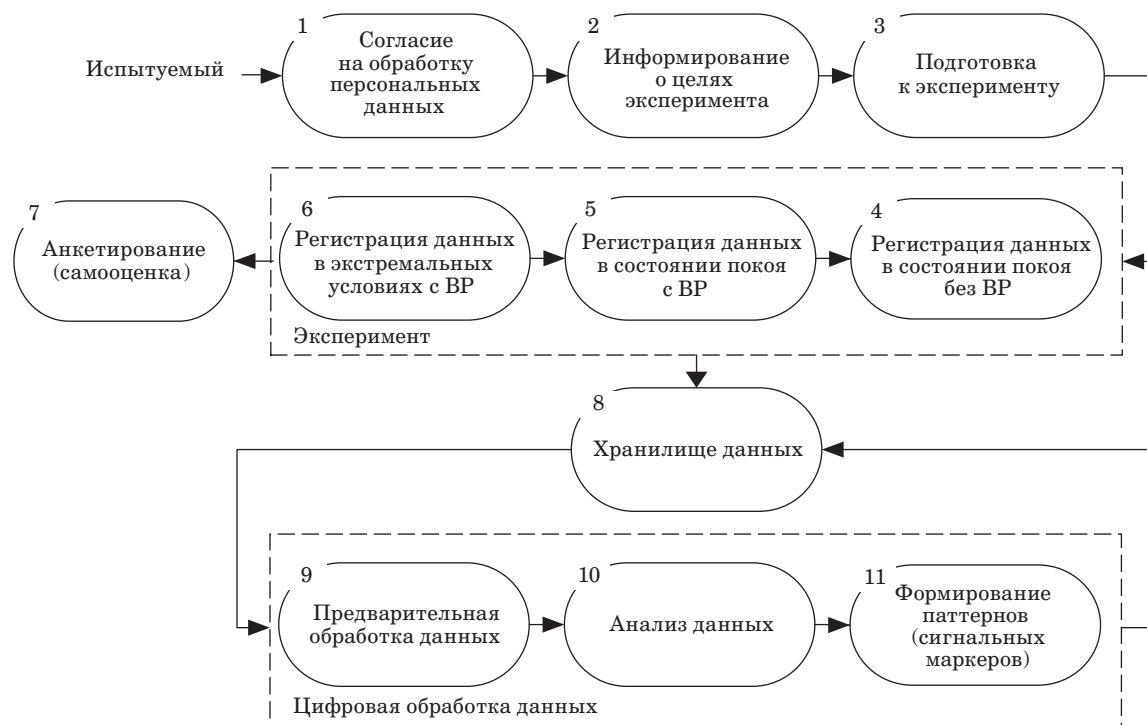 Испытуемый
1
Согласие
на обработку
персональных
данных
2
Информирование
о целях
эксперимента
3
Подготовка
к эксперименту
7
Анкетирование
(самооценка)
6
Регистрация данных
в экстремальных
условиях с ВР
5
Регистрация данных
в состоянии покоя
с ВР
4
Регистрация данных
в состоянии покоя
без ВР
Эксперимент
8
Хранилище данных
9
Предварительная
обработка данных
10
Анализ данных
11
Формирование
паттернов
(сигнальных
маркеров)
Цифровая обработка данных